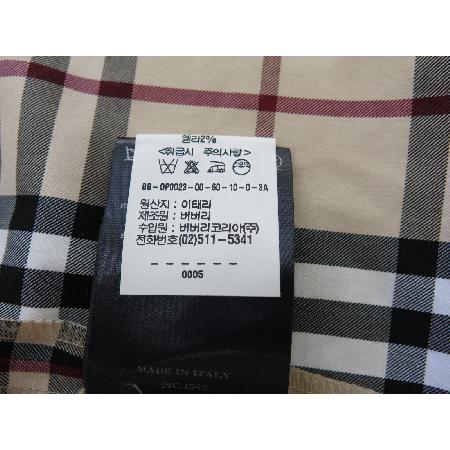 엘라2%
<취급시 주의사항>
BB-OP0023-00-60-10-0-3A
원산지 : 이태리
제조원 : 버버리
수입원 : 버버리코리아(주)
전화번호(02)511-5341
------
0005
MADE IN ITALY